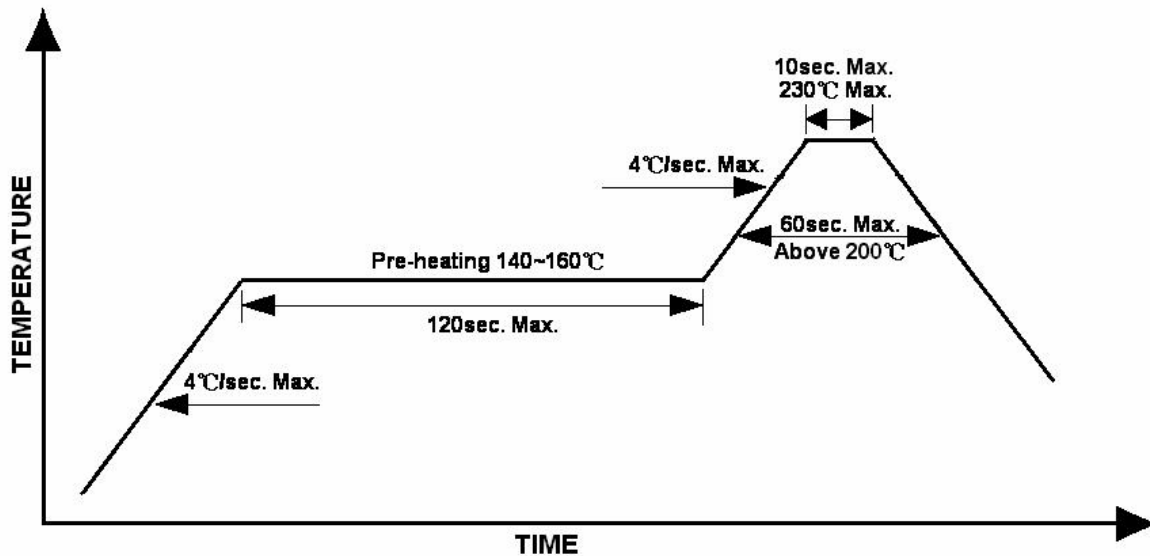 10sec. Max.
230℃ Max.
4℃/sec. Max.
60sec. Max.
Above 200℃
Pre-heating 140~160℃
120sec. Max.
4℃/sec. Max.
TEMPERATURE
TIME